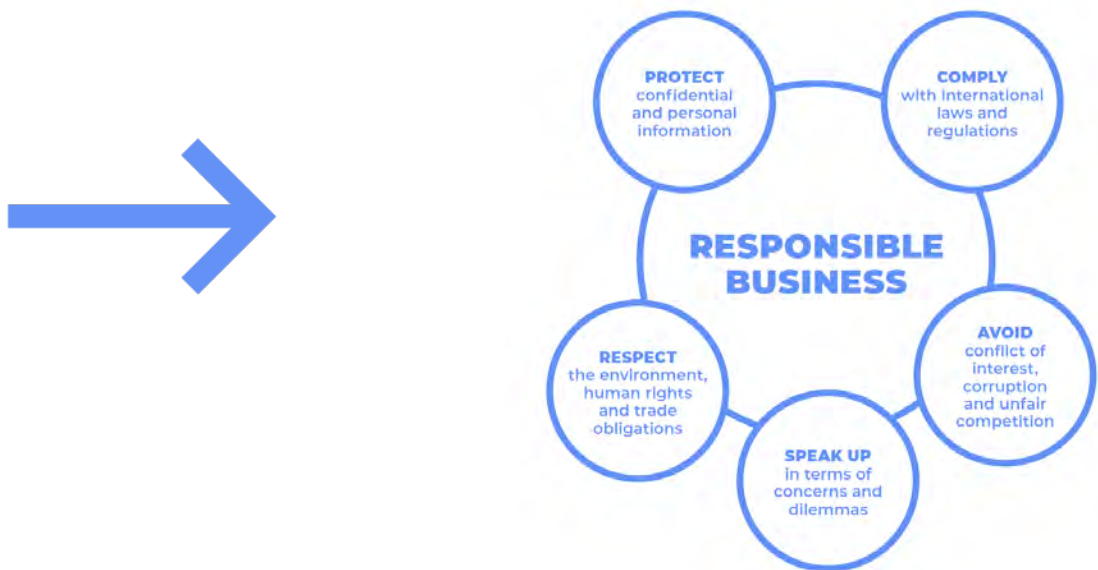 PROTECT
confidential
and personal
information
COMPLY
with international
laws and
regulations
RESPONSIBLE
BUSINESS
AVOID
conflict of
interest,
corruption
and unfair
competition
RESPECT
the environment,
human rights
and trade
obligations
SPEAK UP
in terms of
concerns and
dilemmas